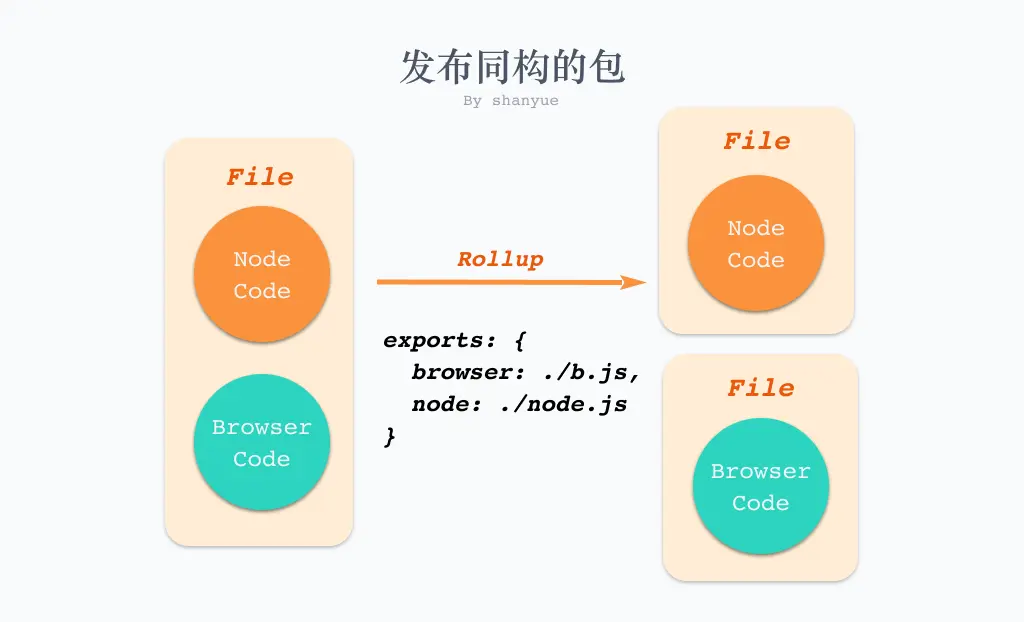 发布同构的包
By shanyue
File
Node
Code
Browser
Code
Rollup
exports: {
  browser: ./b.js,
  node: ./node.js
}
File
Node
Code
File
Browser
Code